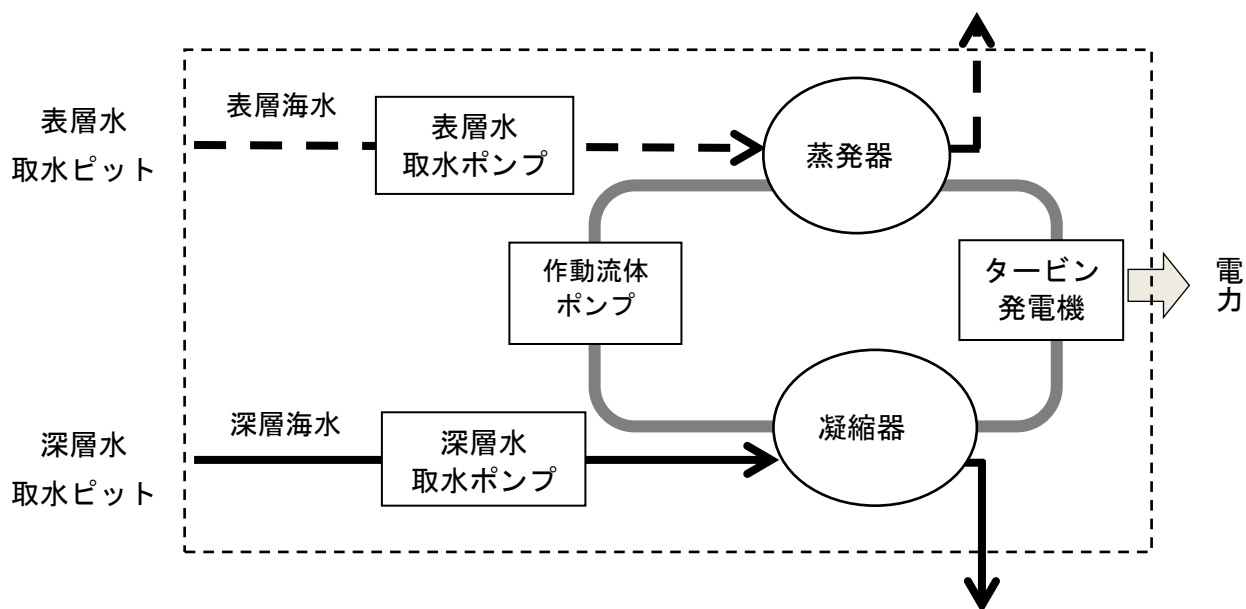 表層水
取水ピット
表層海水
表層水
取水ポンプ
蒸発器
作動流体
ポンプ
タービン
発電機
電力
深層水
取水ピット
深層海水
深層水
取水ポンプ
凝縮器